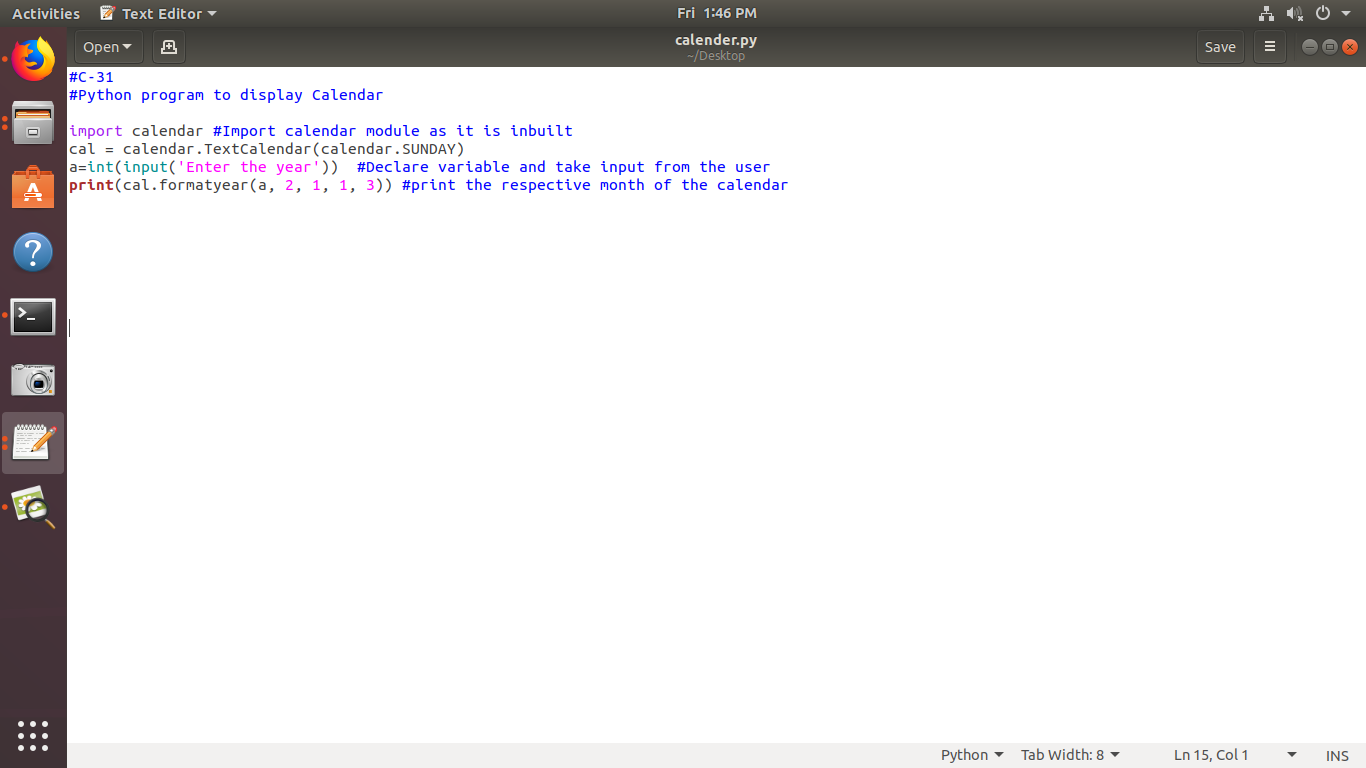 Activities Text Editor Fri 1:46 PM
Open calender.py Save
~/Desktop
#C-31
#Python program to display Calendar
import calendar #Import calendar module as it is inbuilt
cal = calendar.TextCalendar(calendar.SUNDAY)
a=int(input('Enter the year'))  #Declare variable and take input from the user
print(cal.formatyear(a, 2, 1, 1, 3)) #print the respective month of the calendar
Python Tab Width: 8 Ln 15, Col 1 INS